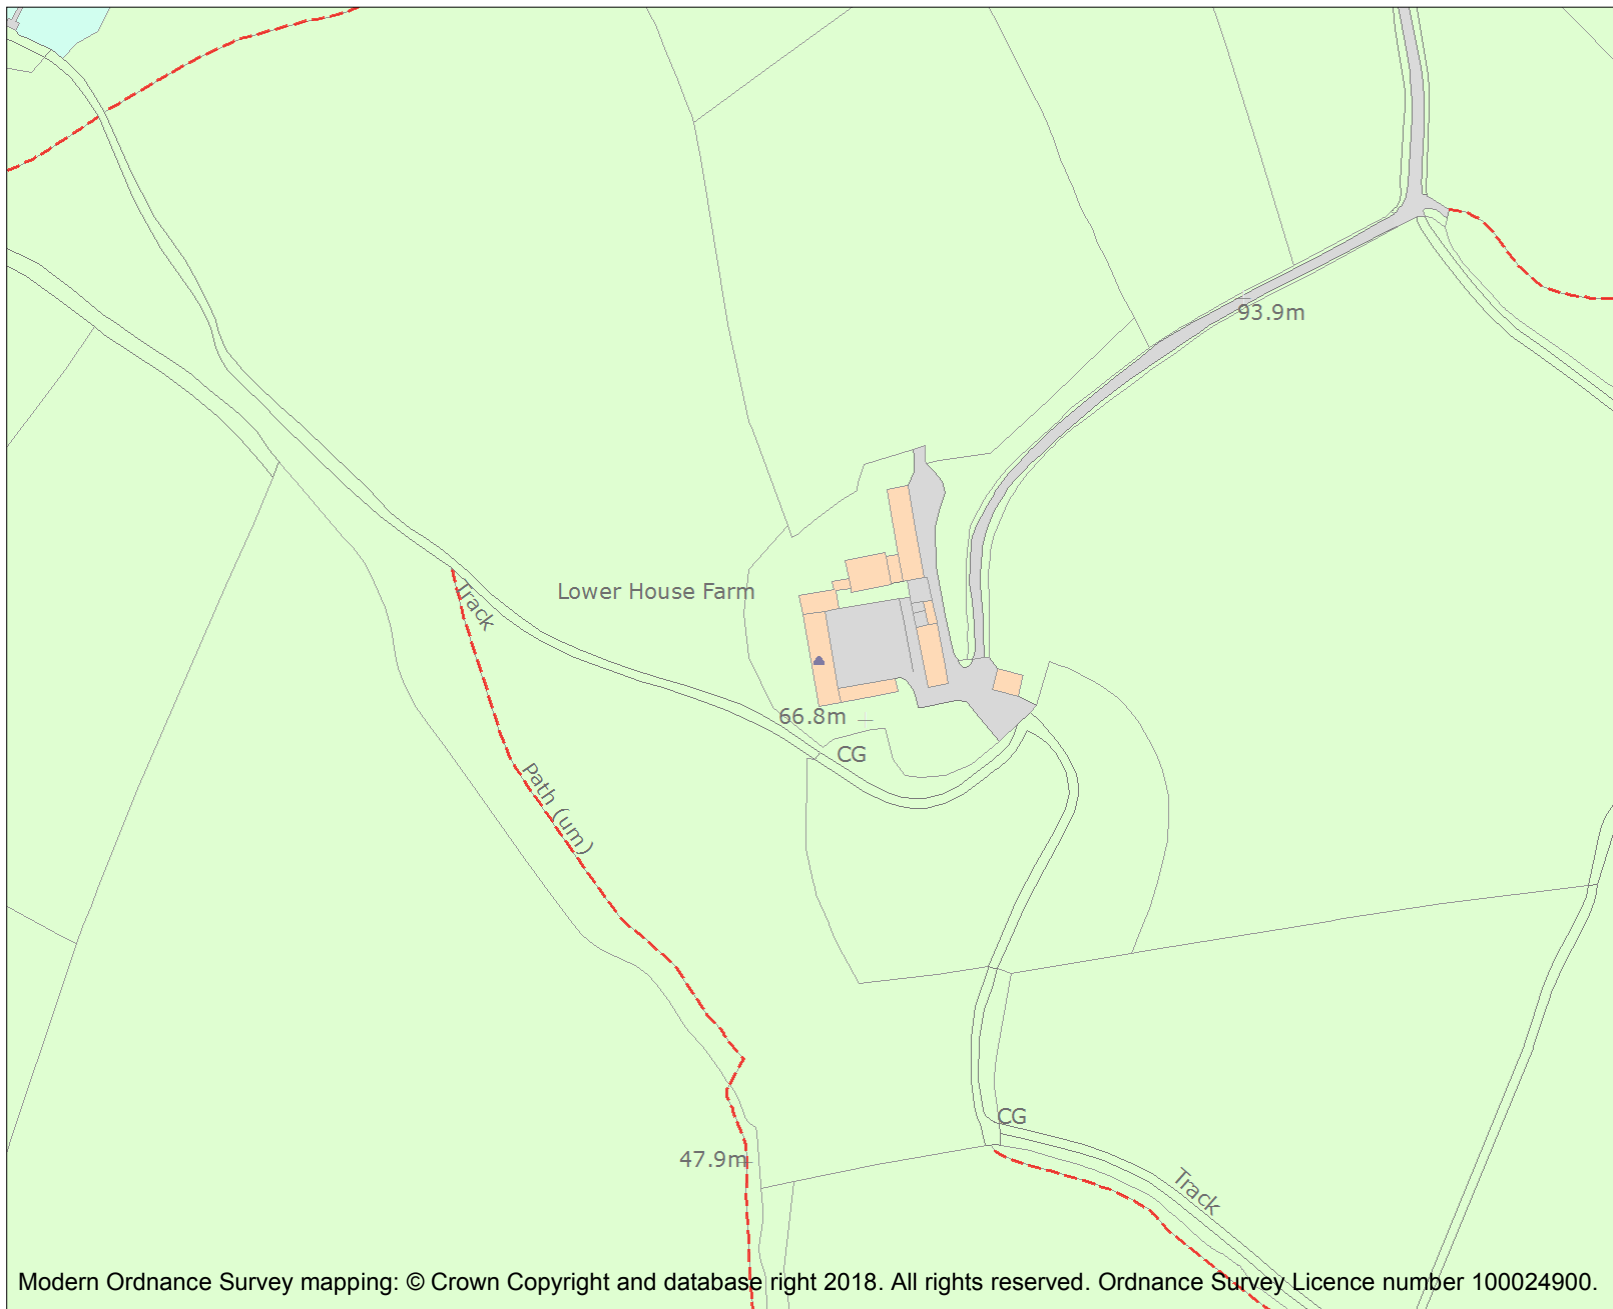 93.9m
Track
Lower House Farm
66.8m
CG
Path (um)
CG
47.9m
Track
Modern Ordnance Survey mapping: © Crown Copyright and database right 2018. All rights reserved. Ordnance Survey Licence number 100024900.